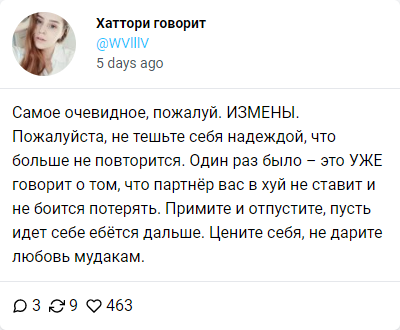 Хаттори говорит
@WVlllV
5 days ago
Самое очевидное, пожалуй. ИЗМЕНЫ.
Пожалуйста, не тешьте себя надеждой, что
больше не повторится. Один раз было – это УЖЕ
говорит о том, что партнёр вас в хуй не ставит и
не боится потерять. Примите и отпустите, пусть
идет себе ебётся дальше. Цените себя, не дарите
любовь мудакам.
3 9 463